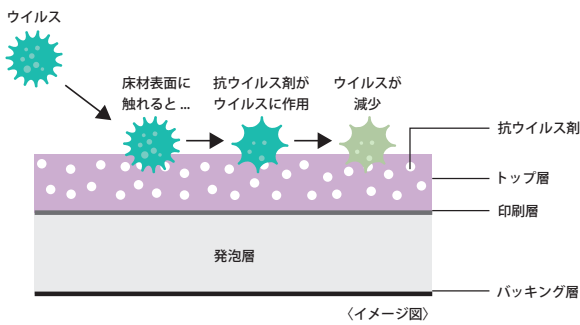 ウイルス
床材表面に
触れると...
抗ウイルス剤が
ウイルスに作用
ウイルスが
減少
抗ウイルス剤
トップ層
印刷層
発泡層
バッキング層
〈イメージ図〉